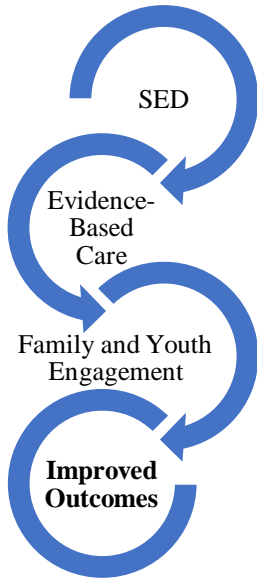 SED
Evidence-
Based
Care
Family and Youth
Engagement
Improved
Outcomes